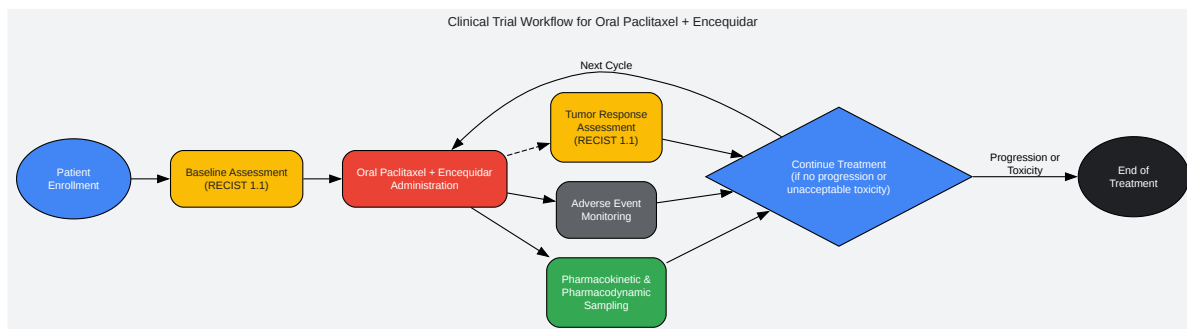 Clinical Trial Workflow for Oral Paclitaxel + Encequidar
Patient
Enrollment
Baseline Assessment
(RECIST 1.1)
Oral Paclitaxel + Encequidar
Administration
Next Cycle
Tumor Response
Assessment
(RECIST 1.1)
Adverse Event
Monitoring
Pharmacokinetic &
Pharmacodynamic
Sampling
Continue Treatment
(if no progression or
unacceptable toxicity)
Progression or
Toxicity
End of
Treatment